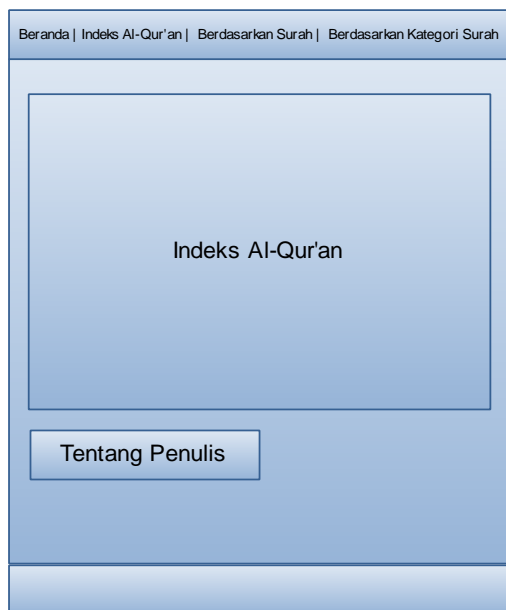 Beranda | Indeks Al-Qur'an | Berdasarkan Surah | Berdasarkan Kategori Surah
Indeks Al-Qur'an
Tentang Penulis